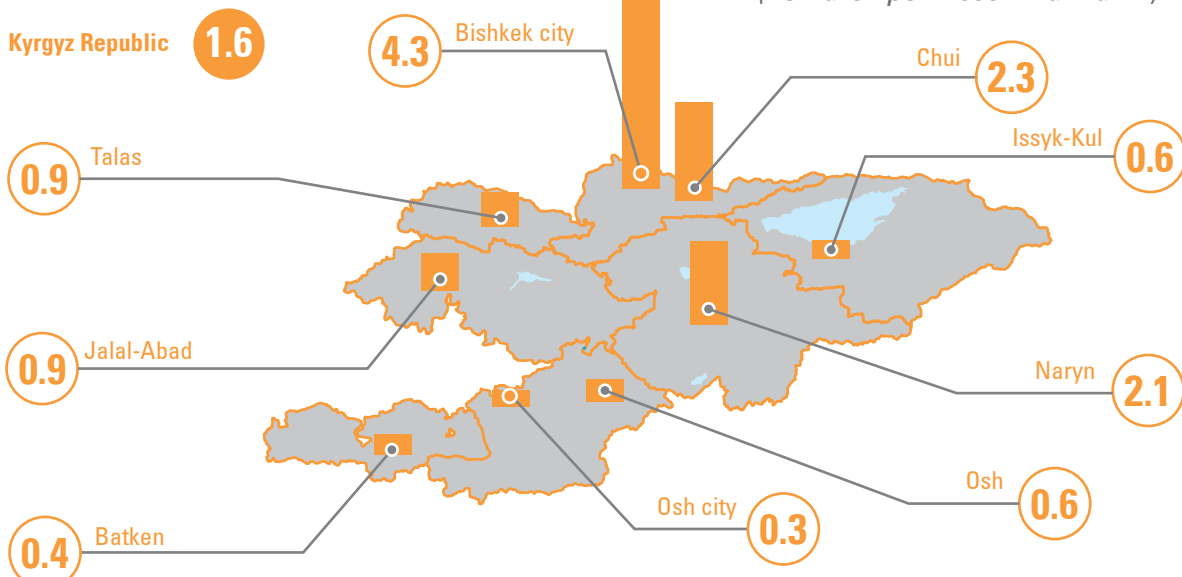 Kyrgyz Republic 1.6
Bishkek city 4.3
Chui 2.3
Issyk-Kul 0.6
Talas 0.9
Jalal-Abad 0.9
Naryn 2.1
Osh 0.6
Osh city 0.3
Batken 0.4